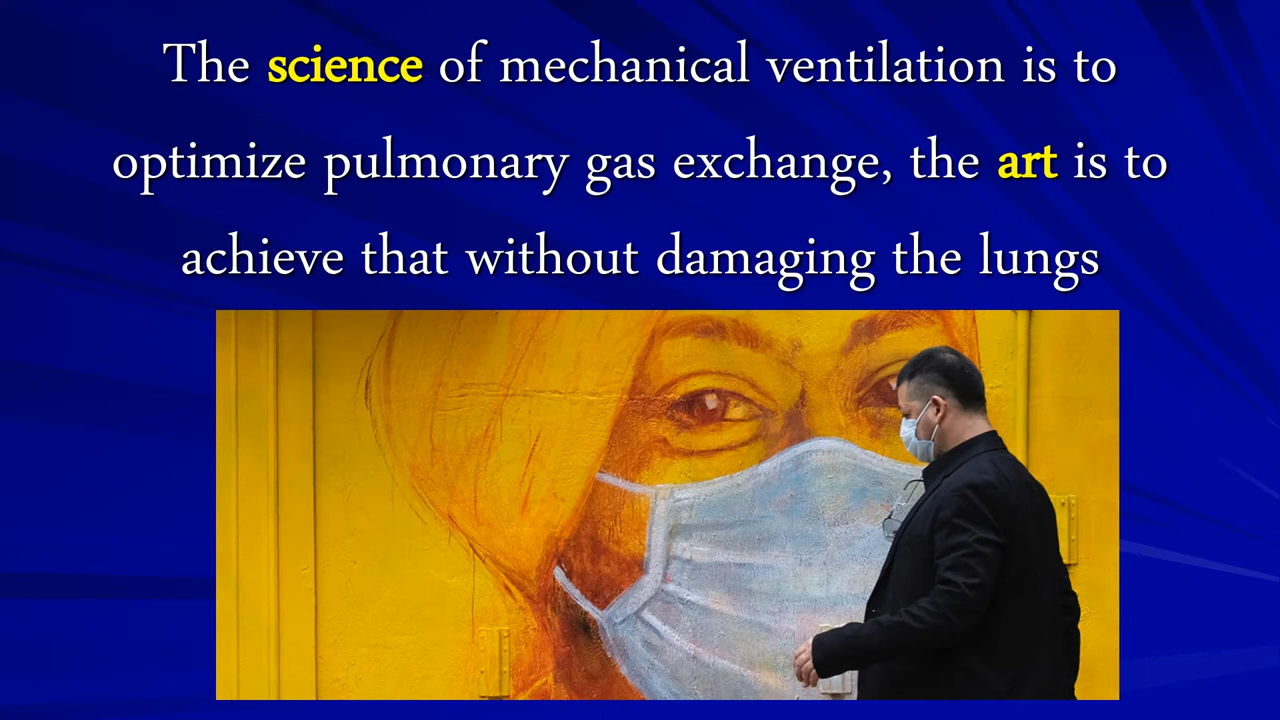 The science of mechanical ventilation is to
optimize pulmonary gas exchange, the art is to
achieve that without damaging the lungs